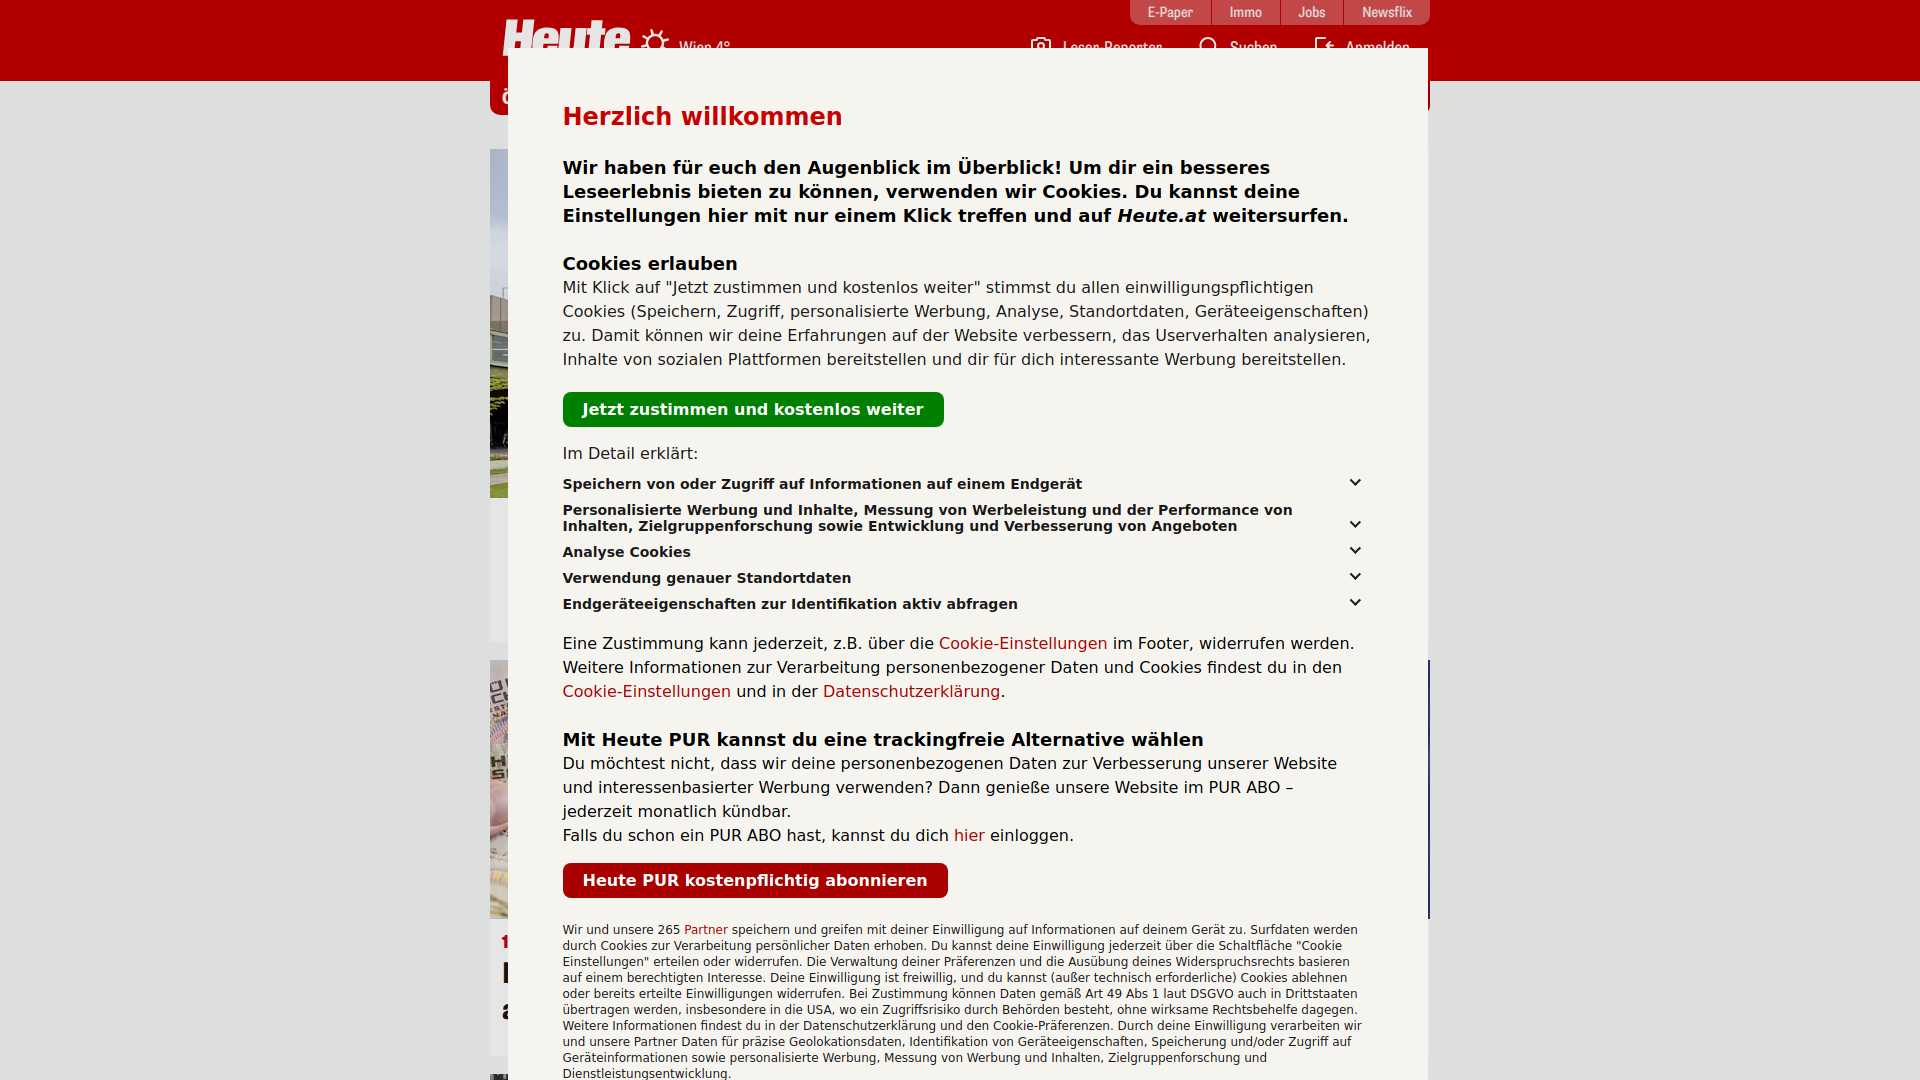 E-Paper
Immo
Jobs
Newsflix
Heute
Wien 4°
Leser-Reporter
Suchen
Anmelden
Herzlich willkommen
Wir haben für euch den Augenblick im Überblick! Um dir ein besseres
Leseerlebnis bieten zu können, verwenden wir Cookies. Du kannst deine
Einstellungen hier mit nur einem Klick treffen und auf Heute.at weitersurfen.
Cookies erlauben
Mit Klick auf "Jetzt zustimmen und kostenlos weiter" stimmst du allen einwilligungspflichtigen
Cookies (Speichern, Zugriff, personalisierte Werbung, Analyse, Standortdaten, Geräteeigenschaften)
zu. Damit können wir deine Erfahrungen auf der Website verbessern, das Userverhalten analysieren,
Inhalte von sozialen Plattformen bereitstellen und dir für dich interessante Werbung bereitstellen.
Jetzt zustimmen und kostenlos weiter
Im Detail erklärt:
Speichern von oder Zugriff auf Informationen auf einem Endgerät
Personalisierte Werbung und Inhalte, Messung von Werbeleistung und der Performance von
Inhalten, Zielgruppenforschung sowie Entwicklung und Verbesserung von Angeboten
Analyse Cookies
Verwendung genauer Standortdaten
Endgeräteeigenschaften zur Identifikation aktiv abfragen
Eine Zustimmung kann jederzeit, z.B. über die Cookie-Einstellungen im Footer, widerrufen werden.
Weitere Informationen zur Verarbeitung personenbezogener Daten und Cookies findest du in den
Cookie-Einstellungen und in der Datenschutzerklärung.
Mit Heute PUR kannst du eine trackingfreie Alternative wählen
Du möchtest nicht, dass wir deine personenbezogenen Daten zur Verbesserung unserer Website
und interessenbasierter Werbung verwenden? Dann genieße unsere Website im PUR ABO –
jederzeit monatlich kündbar.
Falls du schon ein PUR ABO hast, kannst du dich hier einloggen.
Heute PUR kostenpflichtig abonnieren
Wir und unsere 265 Partner speichern und greifen mit deiner Einwilligung auf Informationen auf deinem Gerät zu. Surfdaten werden
durch Cookies zur Verarbeitung persönlicher Daten erhoben. Du kannst deine Einwilligung jederzeit über die Schaltfläche "Cookie
Einstellungen" erteilen oder widerrufen. Die Verwaltung deiner Präferenzen und die Ausübung deines Widerspruchsrechts basieren
auf einem berechtigten Interesse. Deine Einwilligung ist freiwillig, und du kannst (außer technisch erforderliche) Cookies ablehnen
oder bereits erteilte Einwilligungen widerrufen. Bei Zustimmung können Daten gemäß Art 49 Abs 1 laut DSGVO auch in Drittstaaten
übertragen werden, insbesondere in die USA, wo ein Zugriffsrisiko durch Behörden besteht, ohne wirksame Rechtsbehelfe dagegen.
Weitere Informationen findest du in der Datenschutzerklärung und den Cookie-Präferenzen. Durch deine Einwilligung verarbeiten wir
und unsere Partner Daten für präzise Geolokationsdaten, Identifikation von Geräteeigenschaften, Speicherung und/oder Zugriff auf
Geräteinformationen sowie personalisierte Werbung, Messung von Werbung und Inhalten, Zielgruppenforschung und
Dienstleistungsentwicklung.